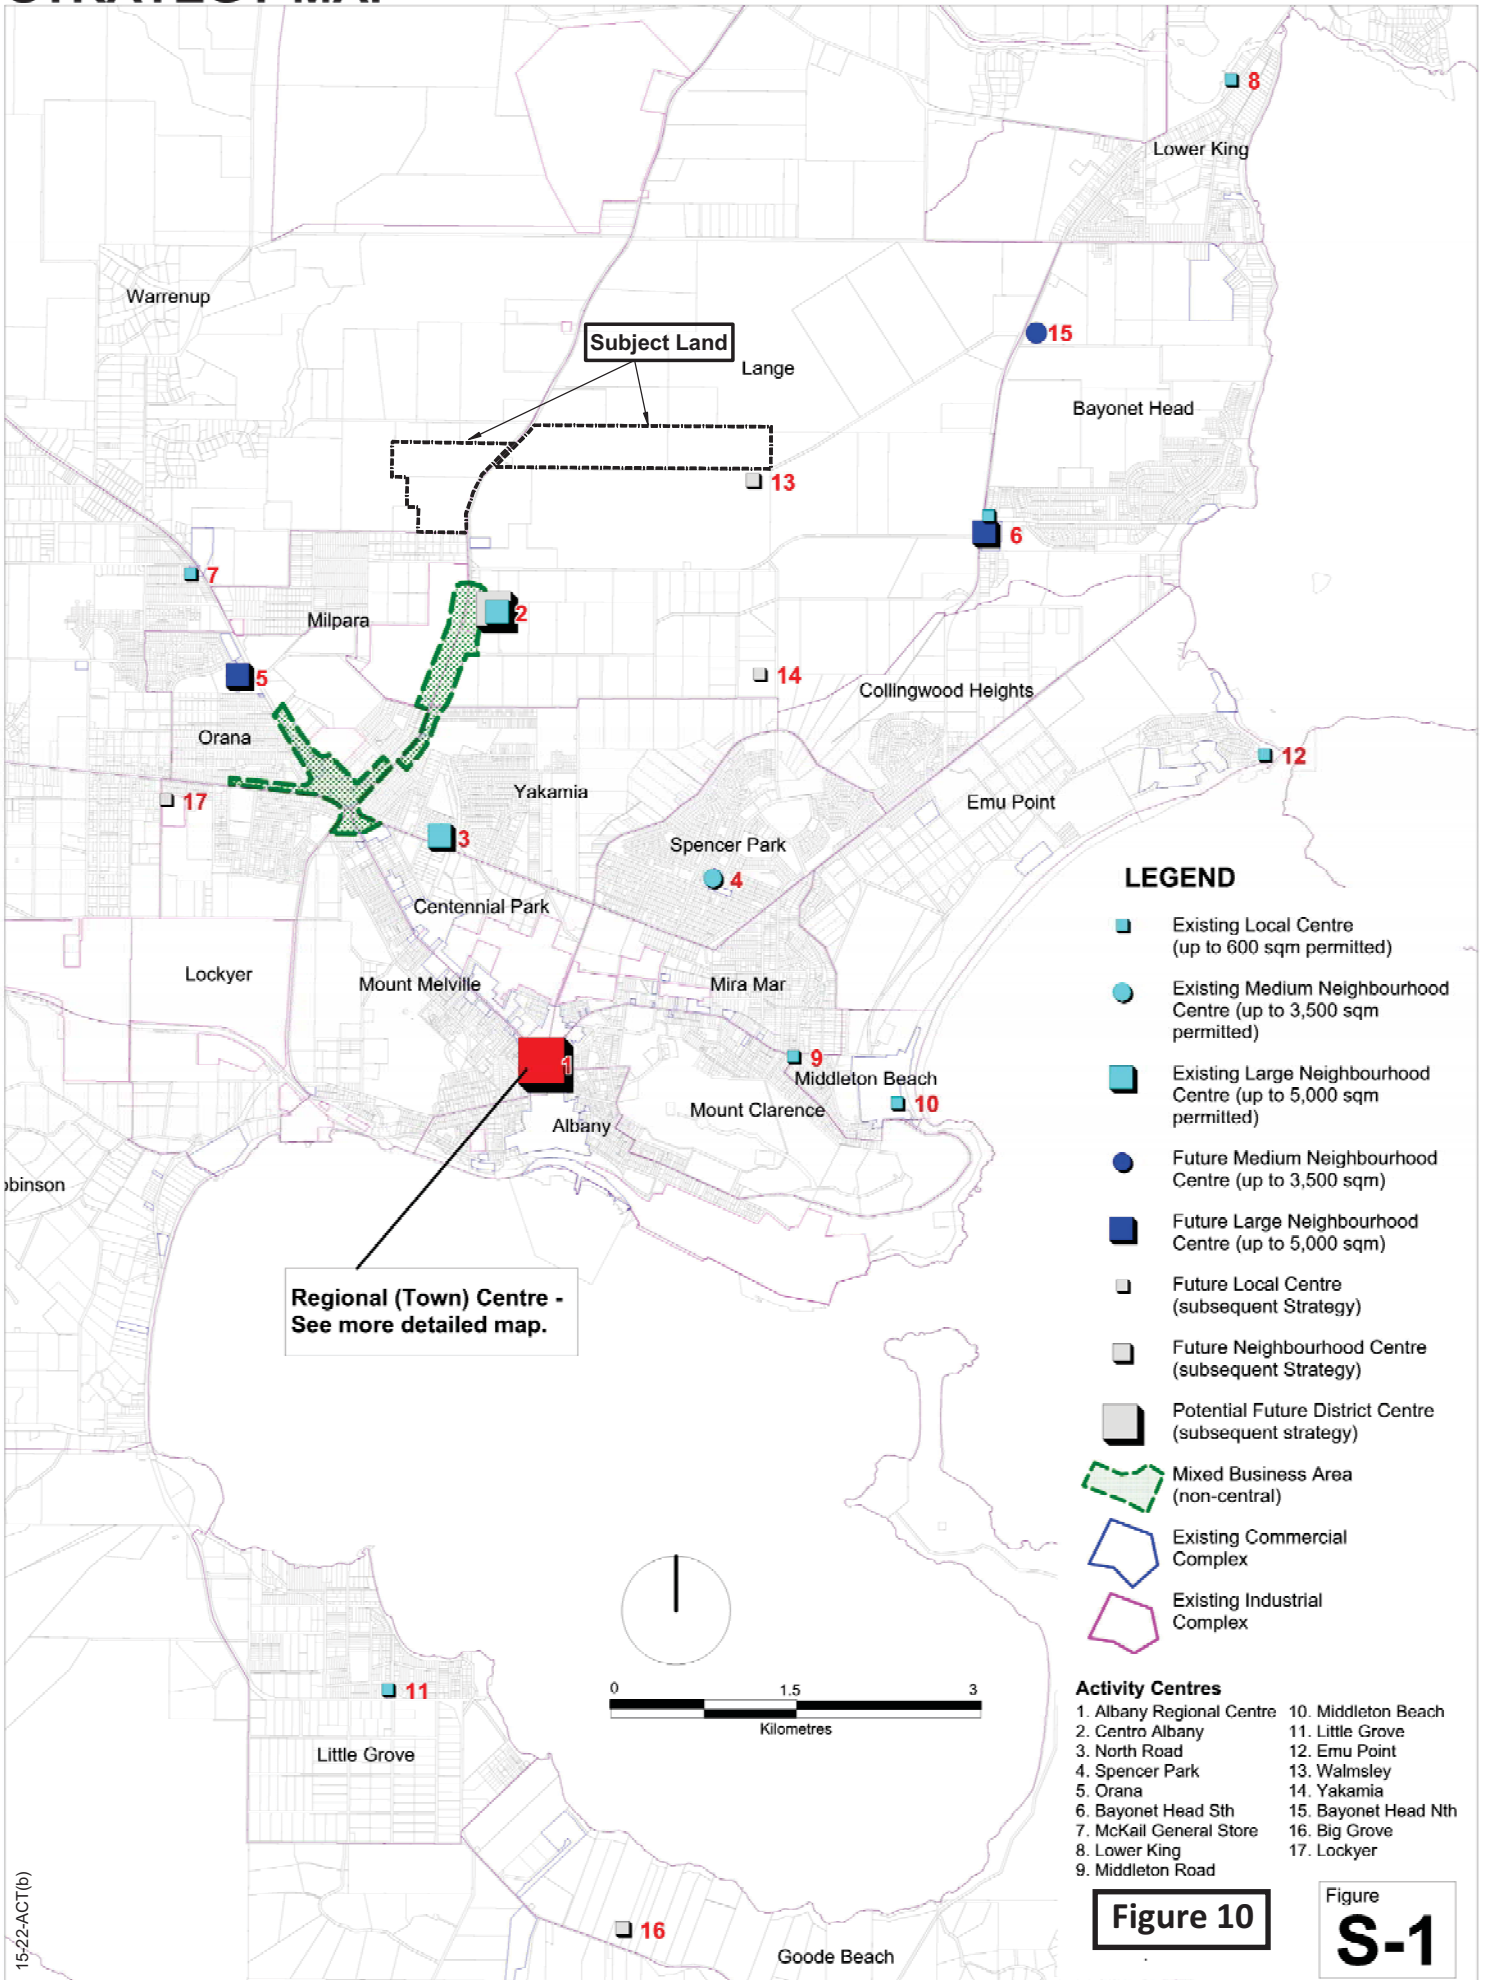 8
Lower King
Warrenup
15
Subject Land
Lange
Bayonet Head
13
6
7
2
Milpara
5
14
Collingwood Heights
Orana
12
17
Yakamia
Emu Point
3
Spencer Park
4
Centennial Park
Lockyer
Mount Melville
Mira Mar
1
9
Middleton Beach
10
Mount Clarence
Albany
Regional (Town) Centre -
See more detailed map.
11
Little Grove
16
Goode Beach
0 1.5 3
Kilometres
LEGEND
Existing Local Centre
(up to 600 sqm permitted)
Existing Medium Neighbourhood
Centre (up to 3,500 sqm
permitted)
Existing Large Neighbourhood
Centre (up to 5,000 sqm
permitted)
Future Medium Neighbourhood
Centre (up to 3,500 sqm)
Future Large Neighbourhood
Centre (up to 5,000 sqm)
Future Local Centre
(subsequent Strategy)
Future Neighbourhood Centre
(subsequent Strategy)
Potential Future District Centre
(subsequent strategy)
Mixed Business Area
(non-central)
Existing Commercial
Complex
Existing Industrial
Complex
Activity Centres
1. Albany Regional Centre
2. Centro Albany
3. North Road
4. Spencer Park
5. Orana
6. Bayonet Head Sth
7. McKail General Store
8. Lower King
9. Middleton Road
10. Middleton Beach
11. Little Grove
12. Emu Point
13. Walmsley
14. Yakamia
15. Bayonet Head Nth
16. Big Grove
17. Lockyer
Figure 10
Figure
S-1
15-22-ACT(b)